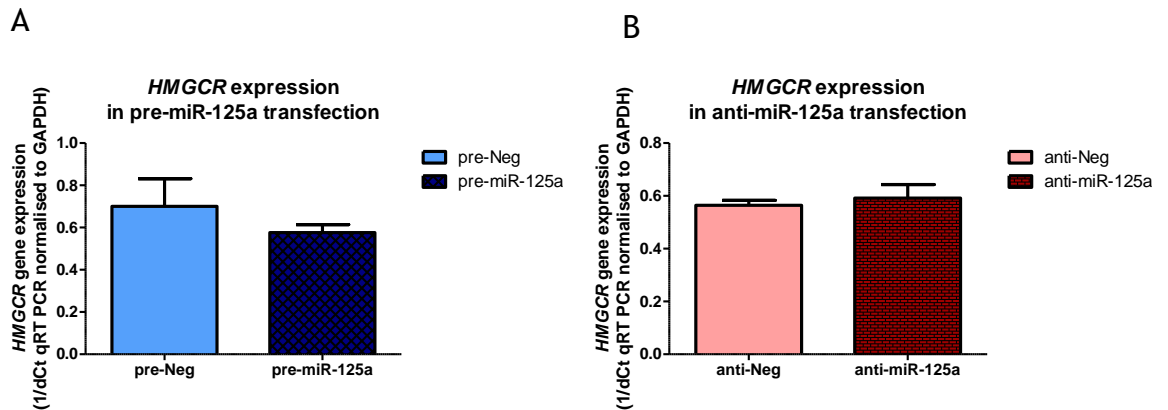 A
HMGCR expression
in pre-miR-125a transfection
HMGCR gene expression
(1/dCt qRT PCR normalised to GAPDH)
1.0
0.8
0.6
0.4
0.2
0.0
pre-Neg
pre-miR-125a
pre-Neg
pre-miR-125a
B
HMGCR expression
in anti-miR-125a transfection
HMGCR gene expression
(1/dCt qRT PCR normalised to GAPDH)
0.8
0.6
0.4
0.2
0.0
anti-Neg
anti-miR-125a
anti-Neg
anti-miR-125a